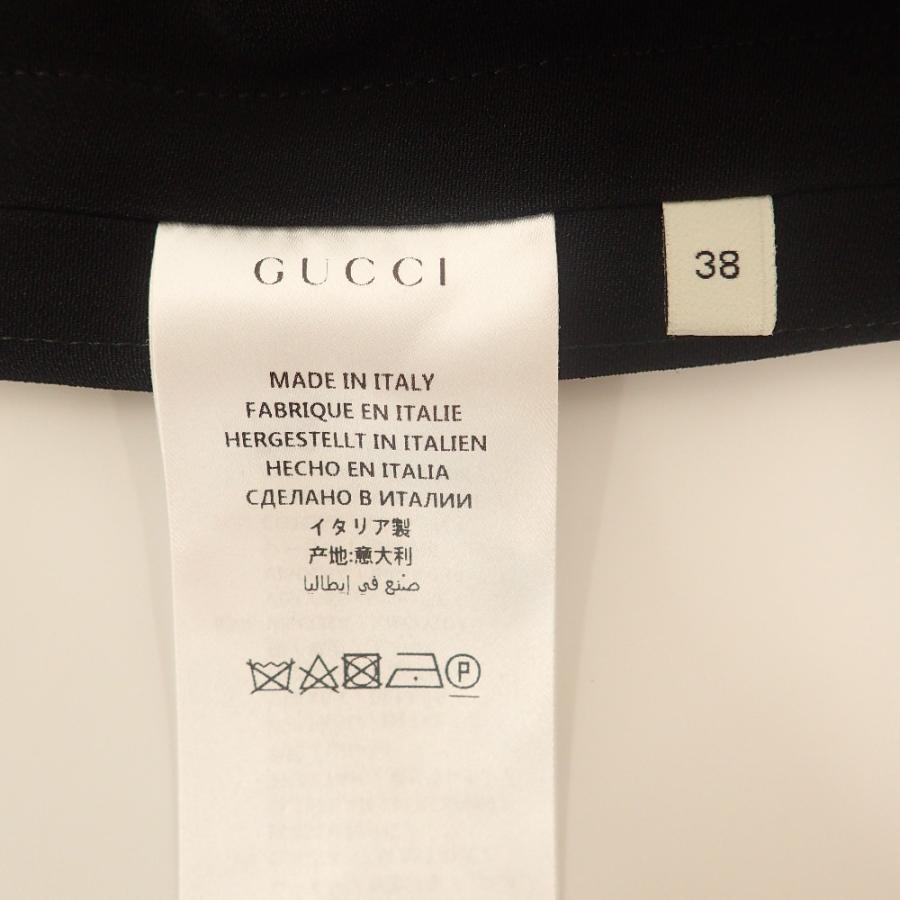 GUCCI
38
MADE IN ITALY
FABRIQUE EN ITALIE
HERGESTELLT IN ITALIEN
HECHO EN ITALIA
СДЕЛАНО В ИТАЛИИ
イタリア製
产地:意大利
صنع في إيطاليا
P